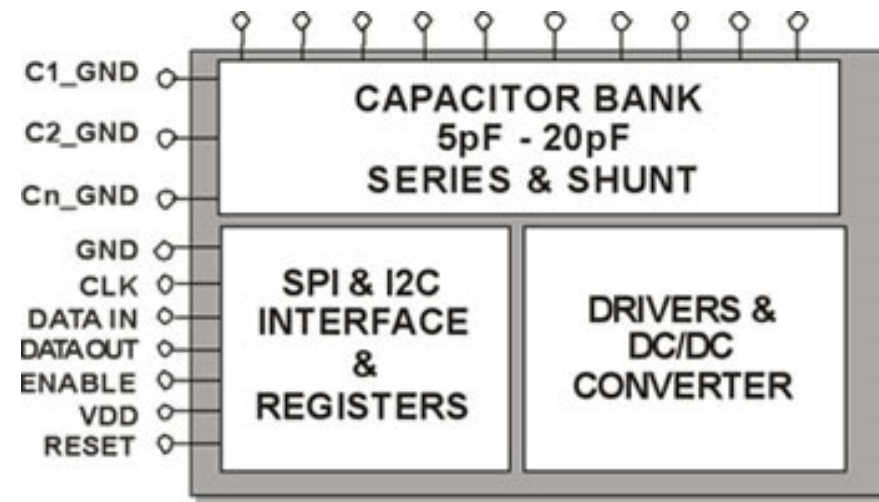 C1_GND
C2_GND
Cn_GND
CAPACITOR BANK
5pF - 20pF
SERIES & SHUNT
GND
CLK
DATA IN
DATA OUT
ENABLE
VDD
RESET
SPI & I2C
INTERFACE
&
REGISTERS
DRIVERS &
DC/DC
CONVERTER